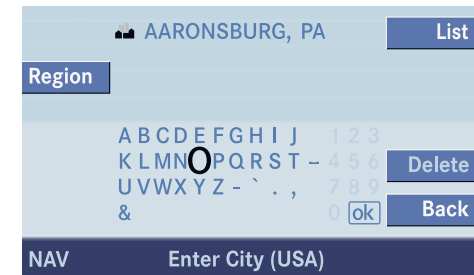 AARONSBURG, PA
List
Region
A B C D E F G H I J 1 2 3
K L M N O P Q R S T – 4 5 6
Delete
U V W X Y Z - ` . , 7 8 9
& 0 ok
Back
NAV Enter City (USA)